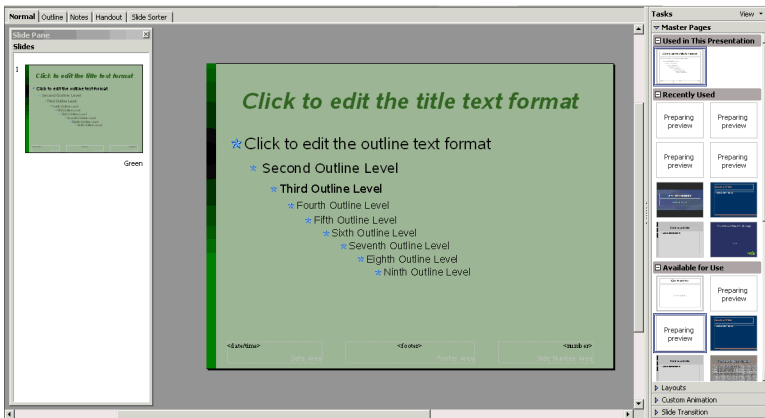 Normal Outline Notes Handout Slide Sorter
Slide Pane
Slides
1
Click to edit the title text format
Click to edit the outline text format
Second Outline Level
Green
Click to edit the title text format
Click to edit the outline text format
Second Outline Level
Third Outline Level
Fourth Outline Level
Fifth Outline Level
Sixth Outline Level
Seventh Outline Level
Eighth Outline Level
Ninth Outline Level
<date/time> <footer> <number>
Date Area Footer Area Slide Number Area
Tasks View
Master Pages
Used in This Presentation
Recently Used
Preparing preview
Preparing preview
Preparing preview
Preparing preview
Available for Use
Preparing preview
Preparing preview
Layouts
Custom Animation
Slide Transition